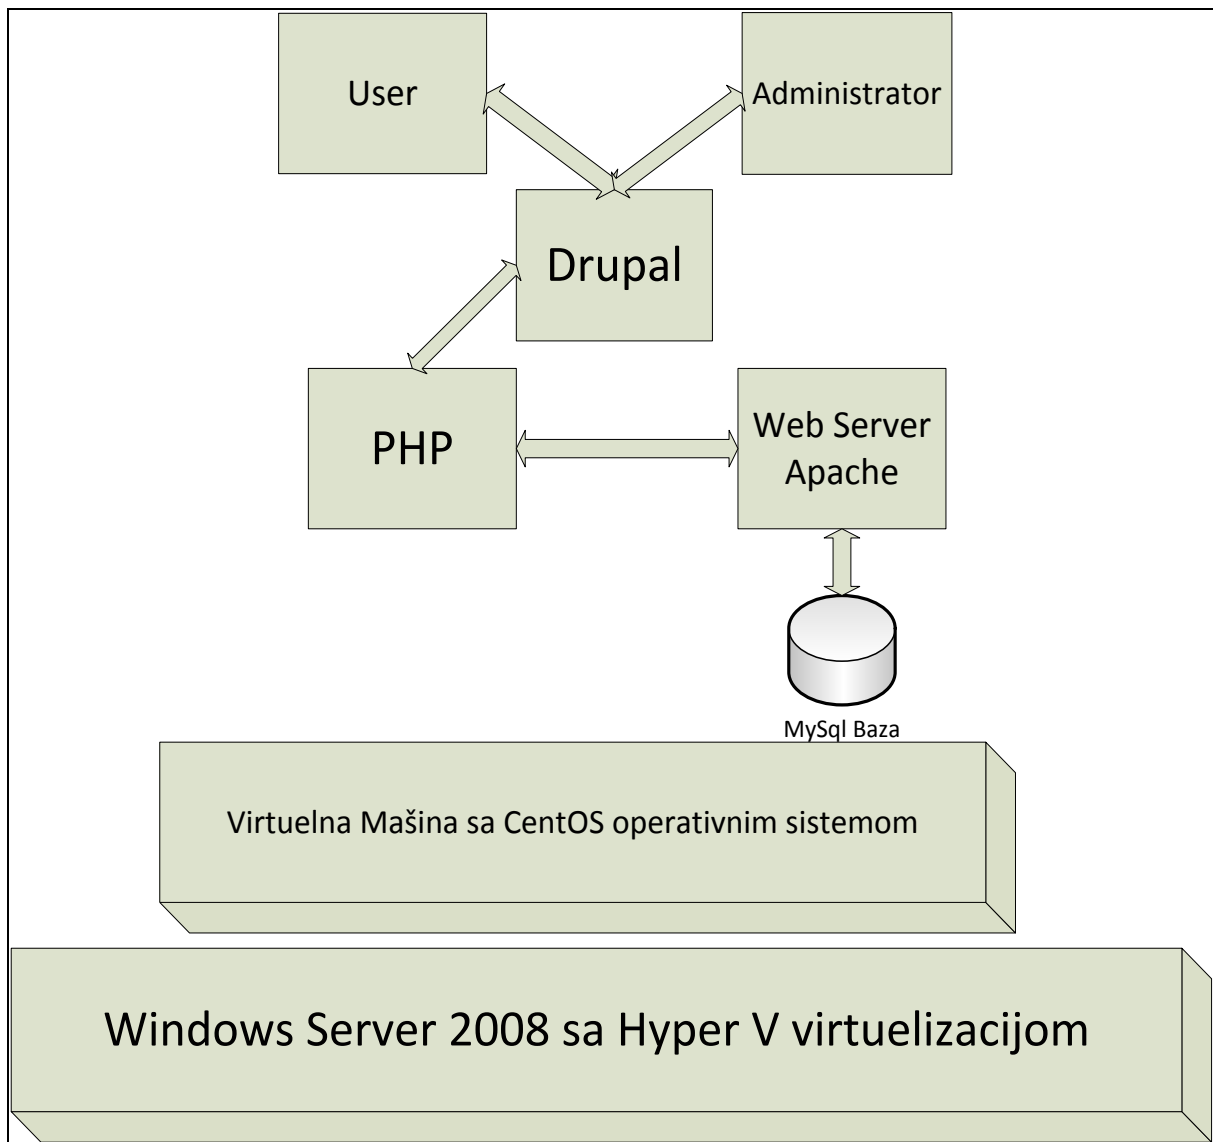 User
Administrator
Drupal
PHP
Web Server
Apache
MySql Baza
Virtuelna Mašina sa CentOS operativnim sistemom
Windows Server 2008 sa Hyper V virtuelizacijom